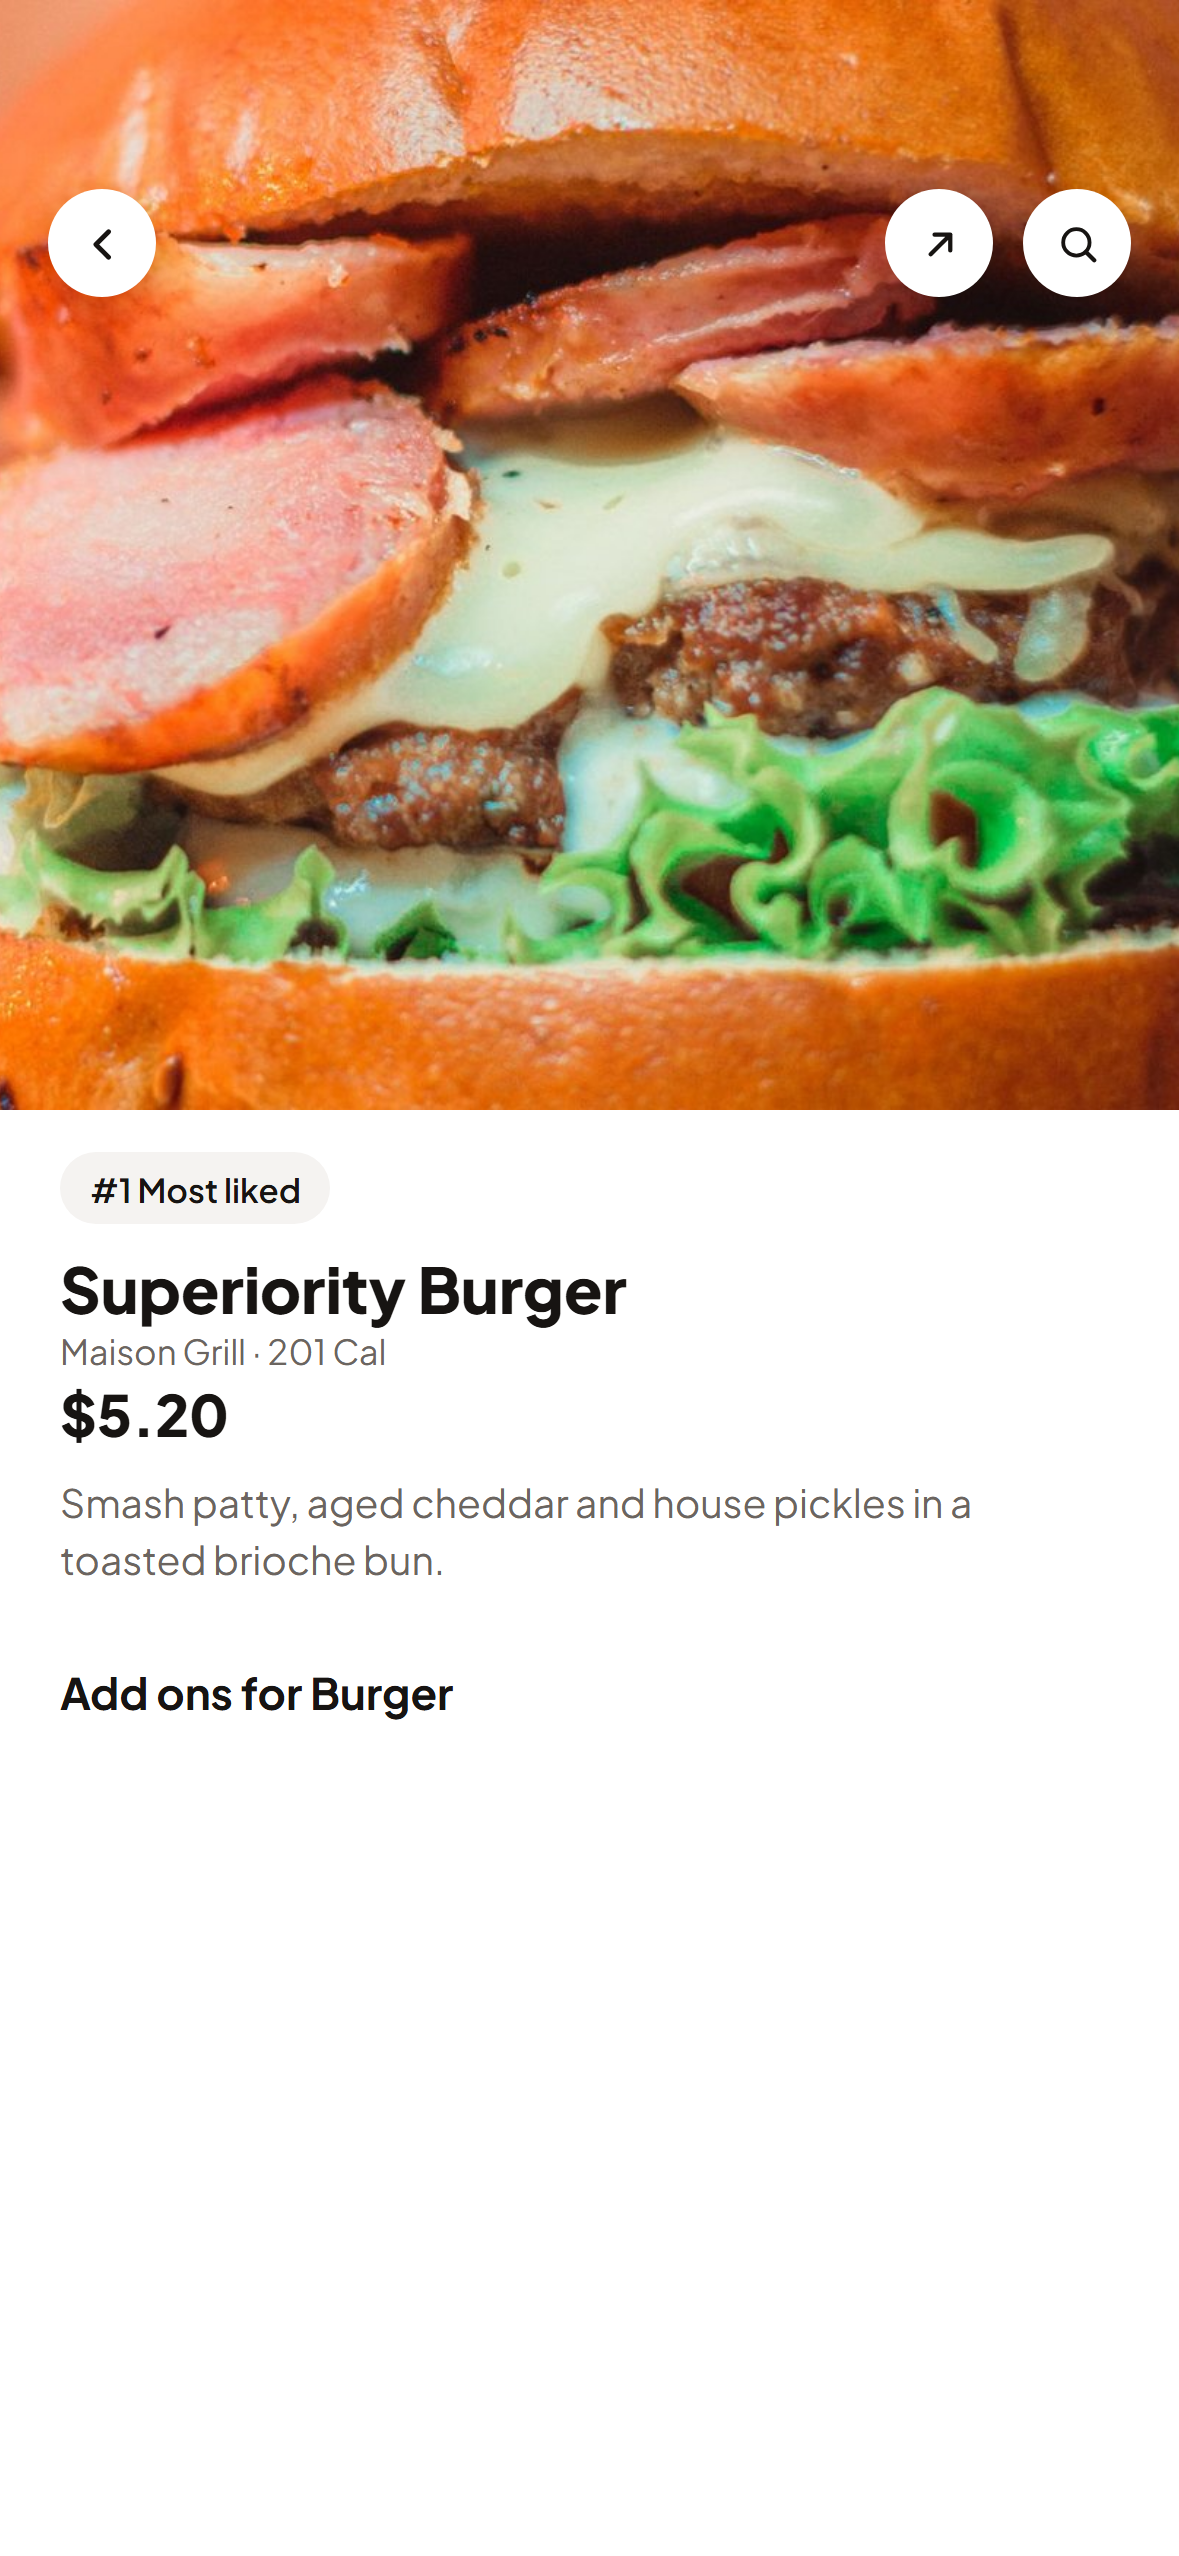 #1 Most liked
Superiority Burger
Maison Grill · 201 Cal
$5.20
Smash patty, aged cheddar and house pickles in a
toasted brioche bun.
Add ons for Burger